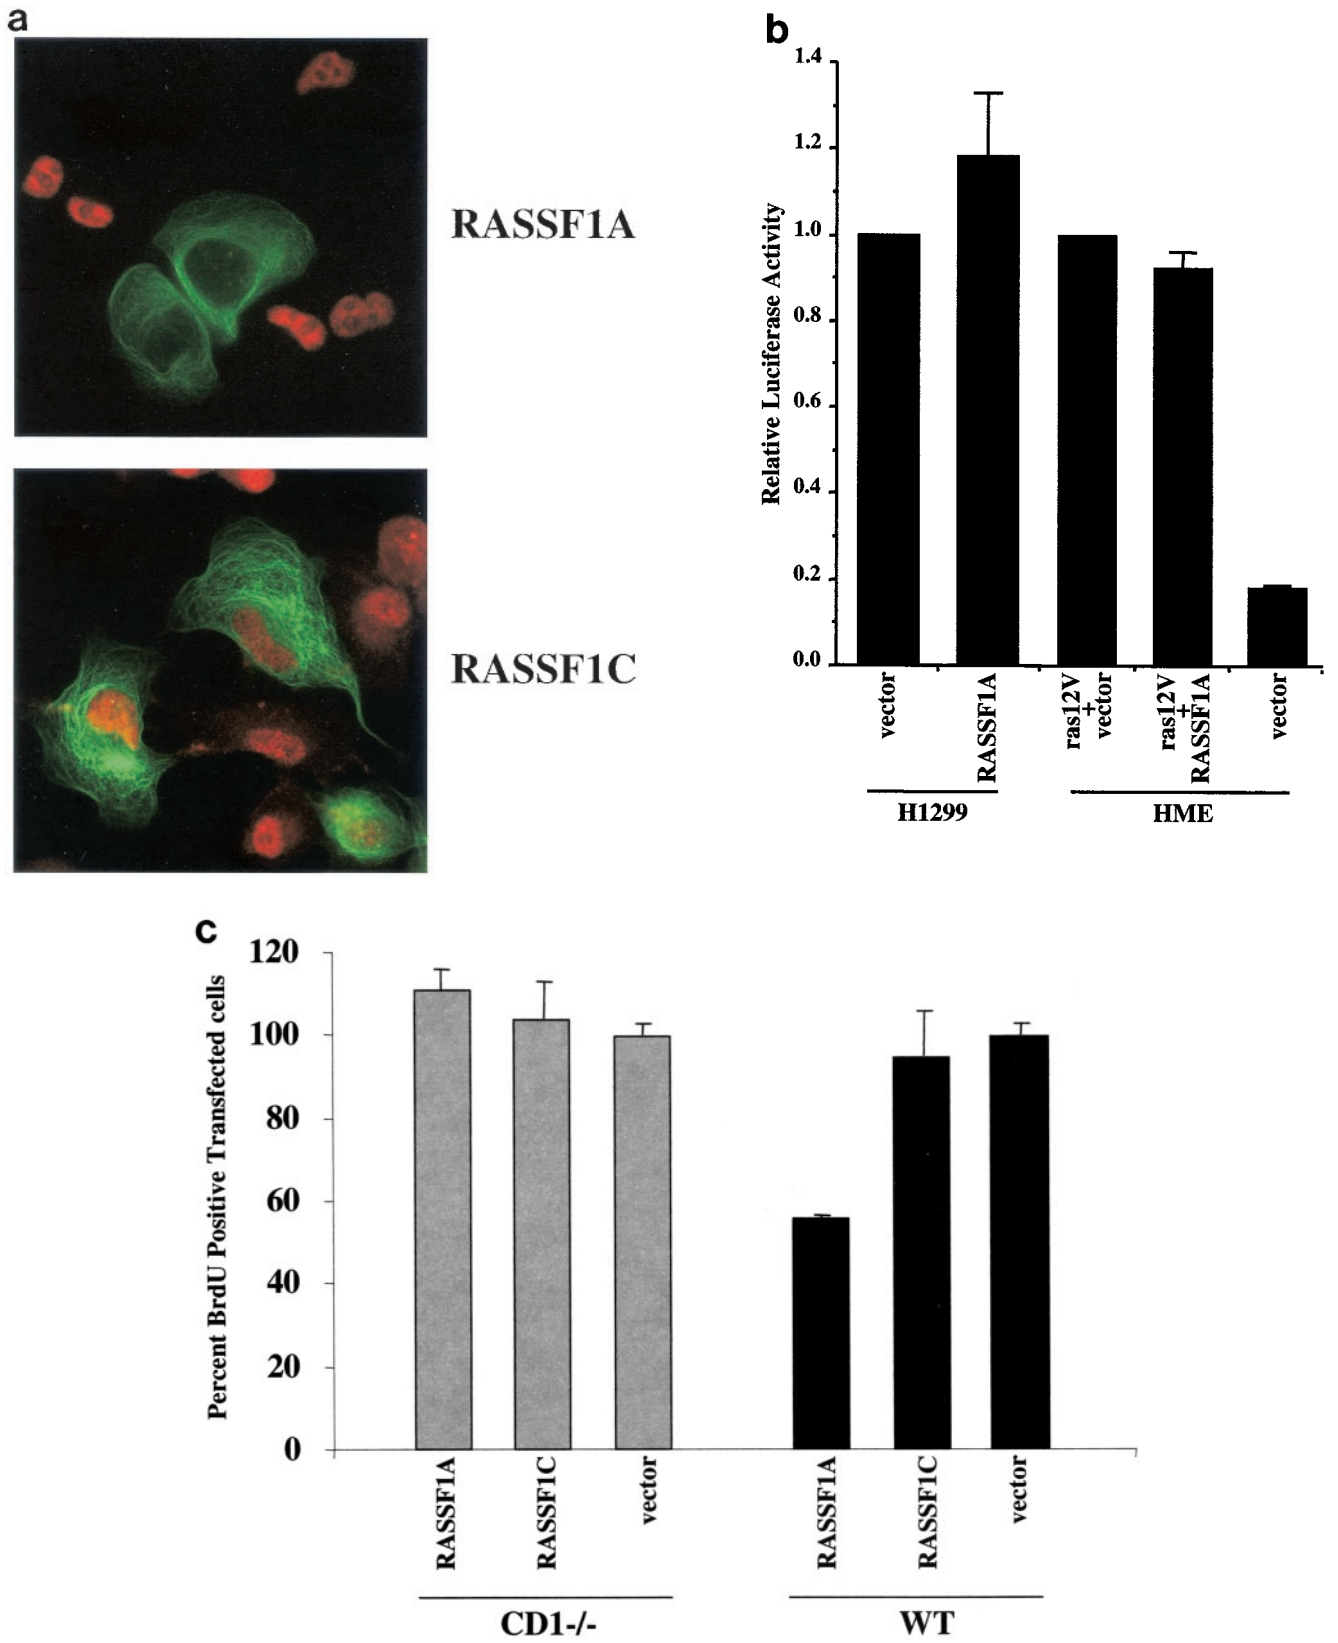 a
RASSF1A
RASSF1C
b
1.4
1.2
1.0
0.8
0.6
0.4
0.2
0.0
Relative Luciferase Activity
vector
RASSF1A
ras12V
+
vector
ras12V
+
RASSF1A
vector
H1299
HME
c
120
100
80
60
40
20
0
Percent BrdU Positive Transfected cells
RASSF1A
RASSF1C
vector
RASSF1A
RASSF1C
vector
CD1-/-
WT